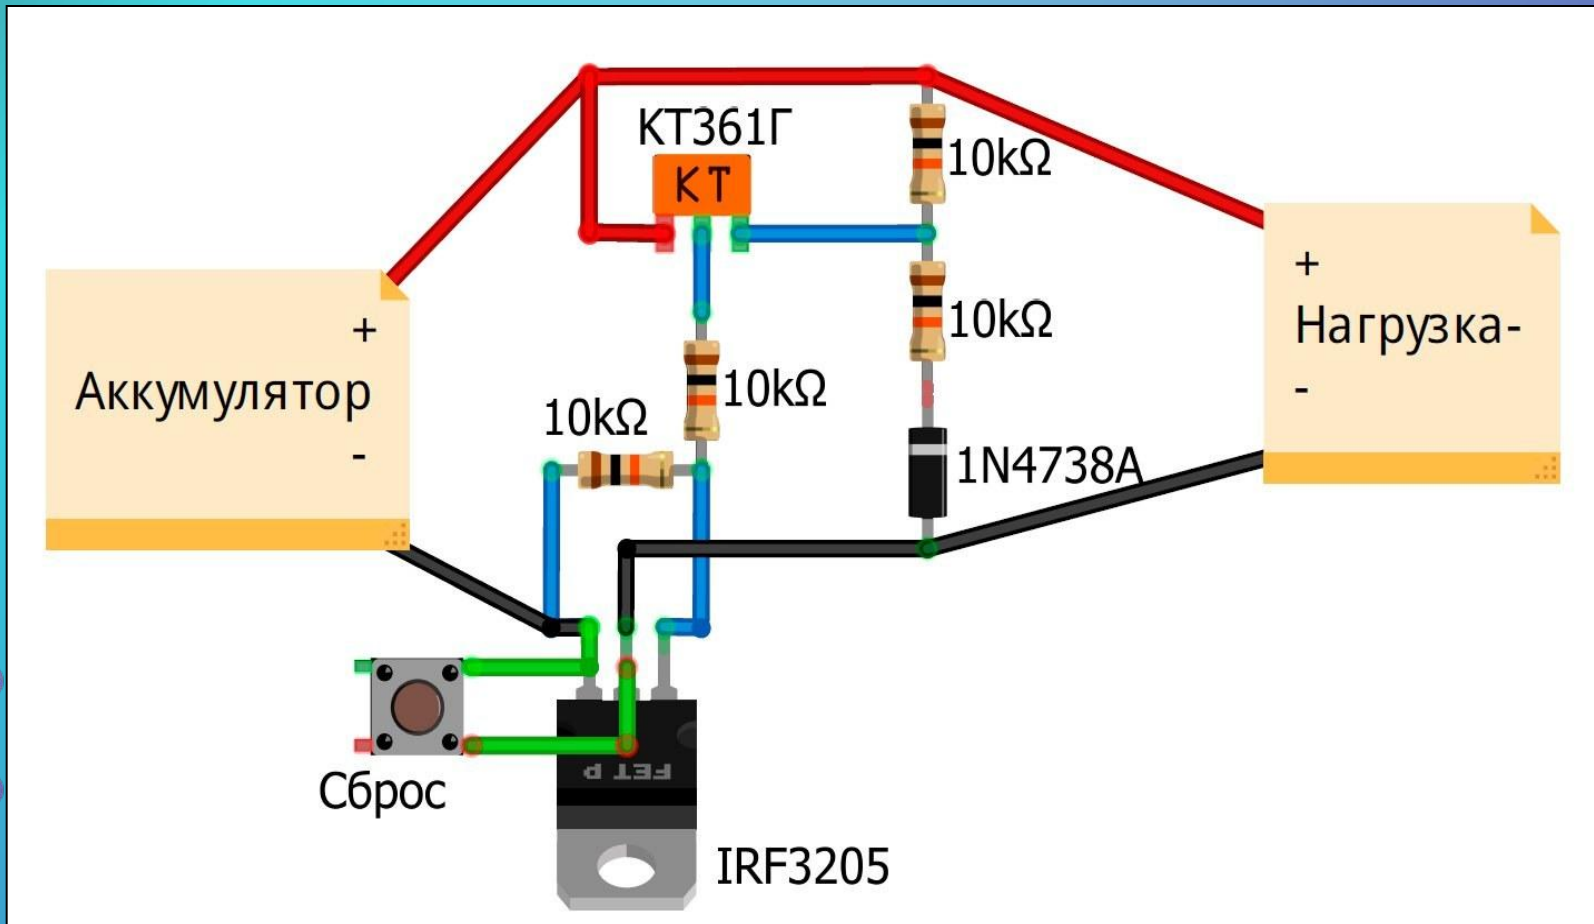 КТ361Г
КТ
10kΩ
+
Аккумулятор
-
10kΩ
10kΩ
10kΩ
1N4738A
+
Нагрузка-
-
Сброс
FET P
IRF3205